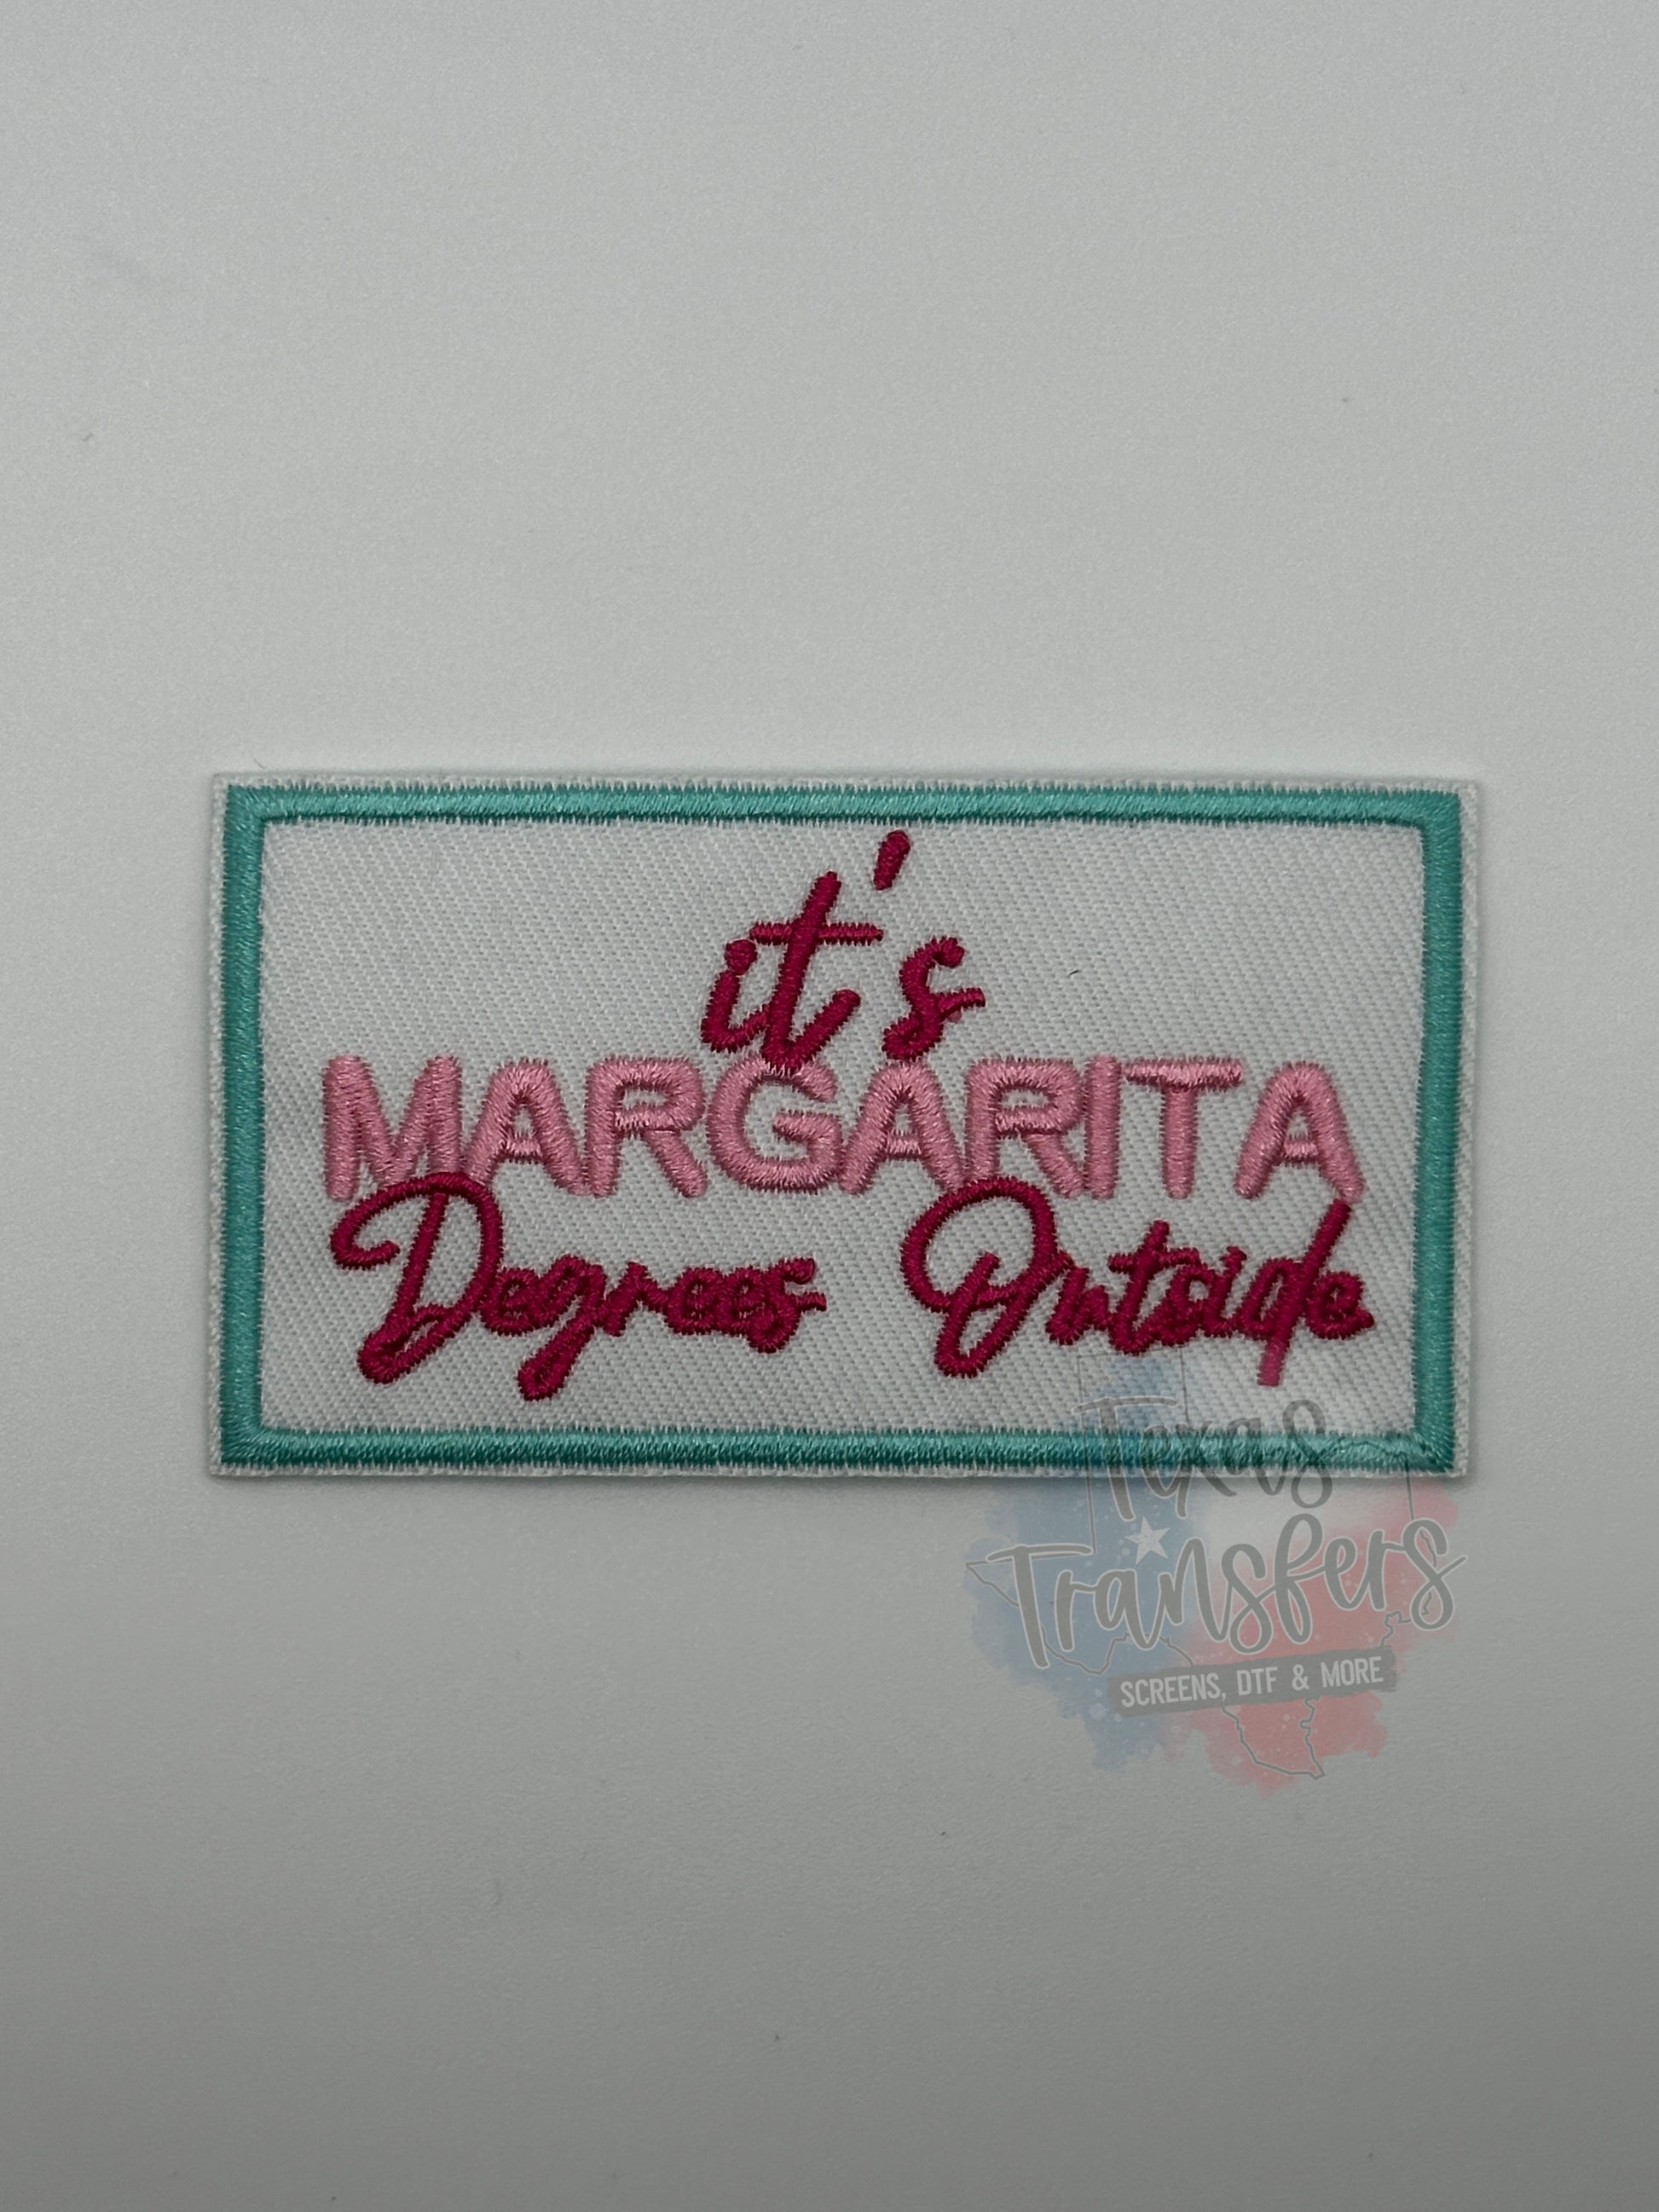 it's
MARGARITA
Degrees Outside
Texas
Transfers
SCREENS, DTF & MORE